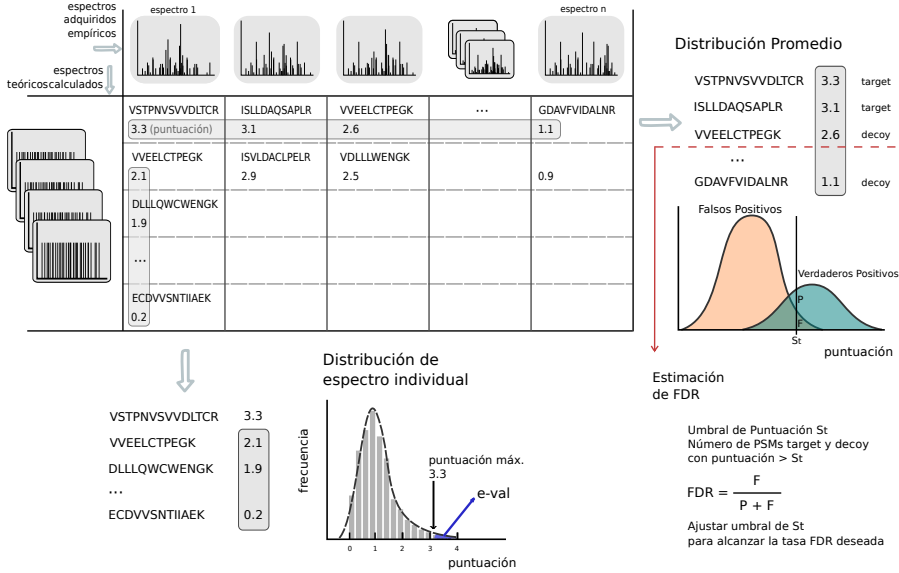 espectros
adquiridos
empíricos
espectro 1
espectro n
espectros
teóricoscalculados
VSTPNVSVVDLTCR
ISLLDAQSAPLR
VVEELCTPEGK
...
GDAVFVIDALNR
3.3 (puntuación)
3.1
2.6
1.1
VVEELCTPEGK
ISVLDACLPELR
VDLLLWENGK
2.1
2.9
2.5
0.9
DLLLQWCWENGK
1.9
...
ECDVVSNTIIAEK
0.2
Distribución Promedio
VSTPNVSVVDLTCR 3.3 target
ISLLDAQSAPLR 3.1 target
VVEELCTPEGK 2.6 decoy
...
GDAVFVIDALNR 1.1 decoy
Falsos Positivos
Verdaderos Positivos
P
F
St
puntuación
Estimación
de FDR
Umbral de Puntuación St
Número de PSMs target y decoy
con puntuación > St
FDR = F
P + F
Ajustar umbral de St
para alcanzar la tasa FDR deseada
VSTPNVSVVDLTCR 3.3
VVEELCTPEGK 2.1
DLLLQWCWENGK 1.9
...
ECDVVSNTIIAEK 0.2
Distribución de
espectro individual
frecuencia
puntuación máx.
3.3
e-val
0 1 2 3 4
puntuación